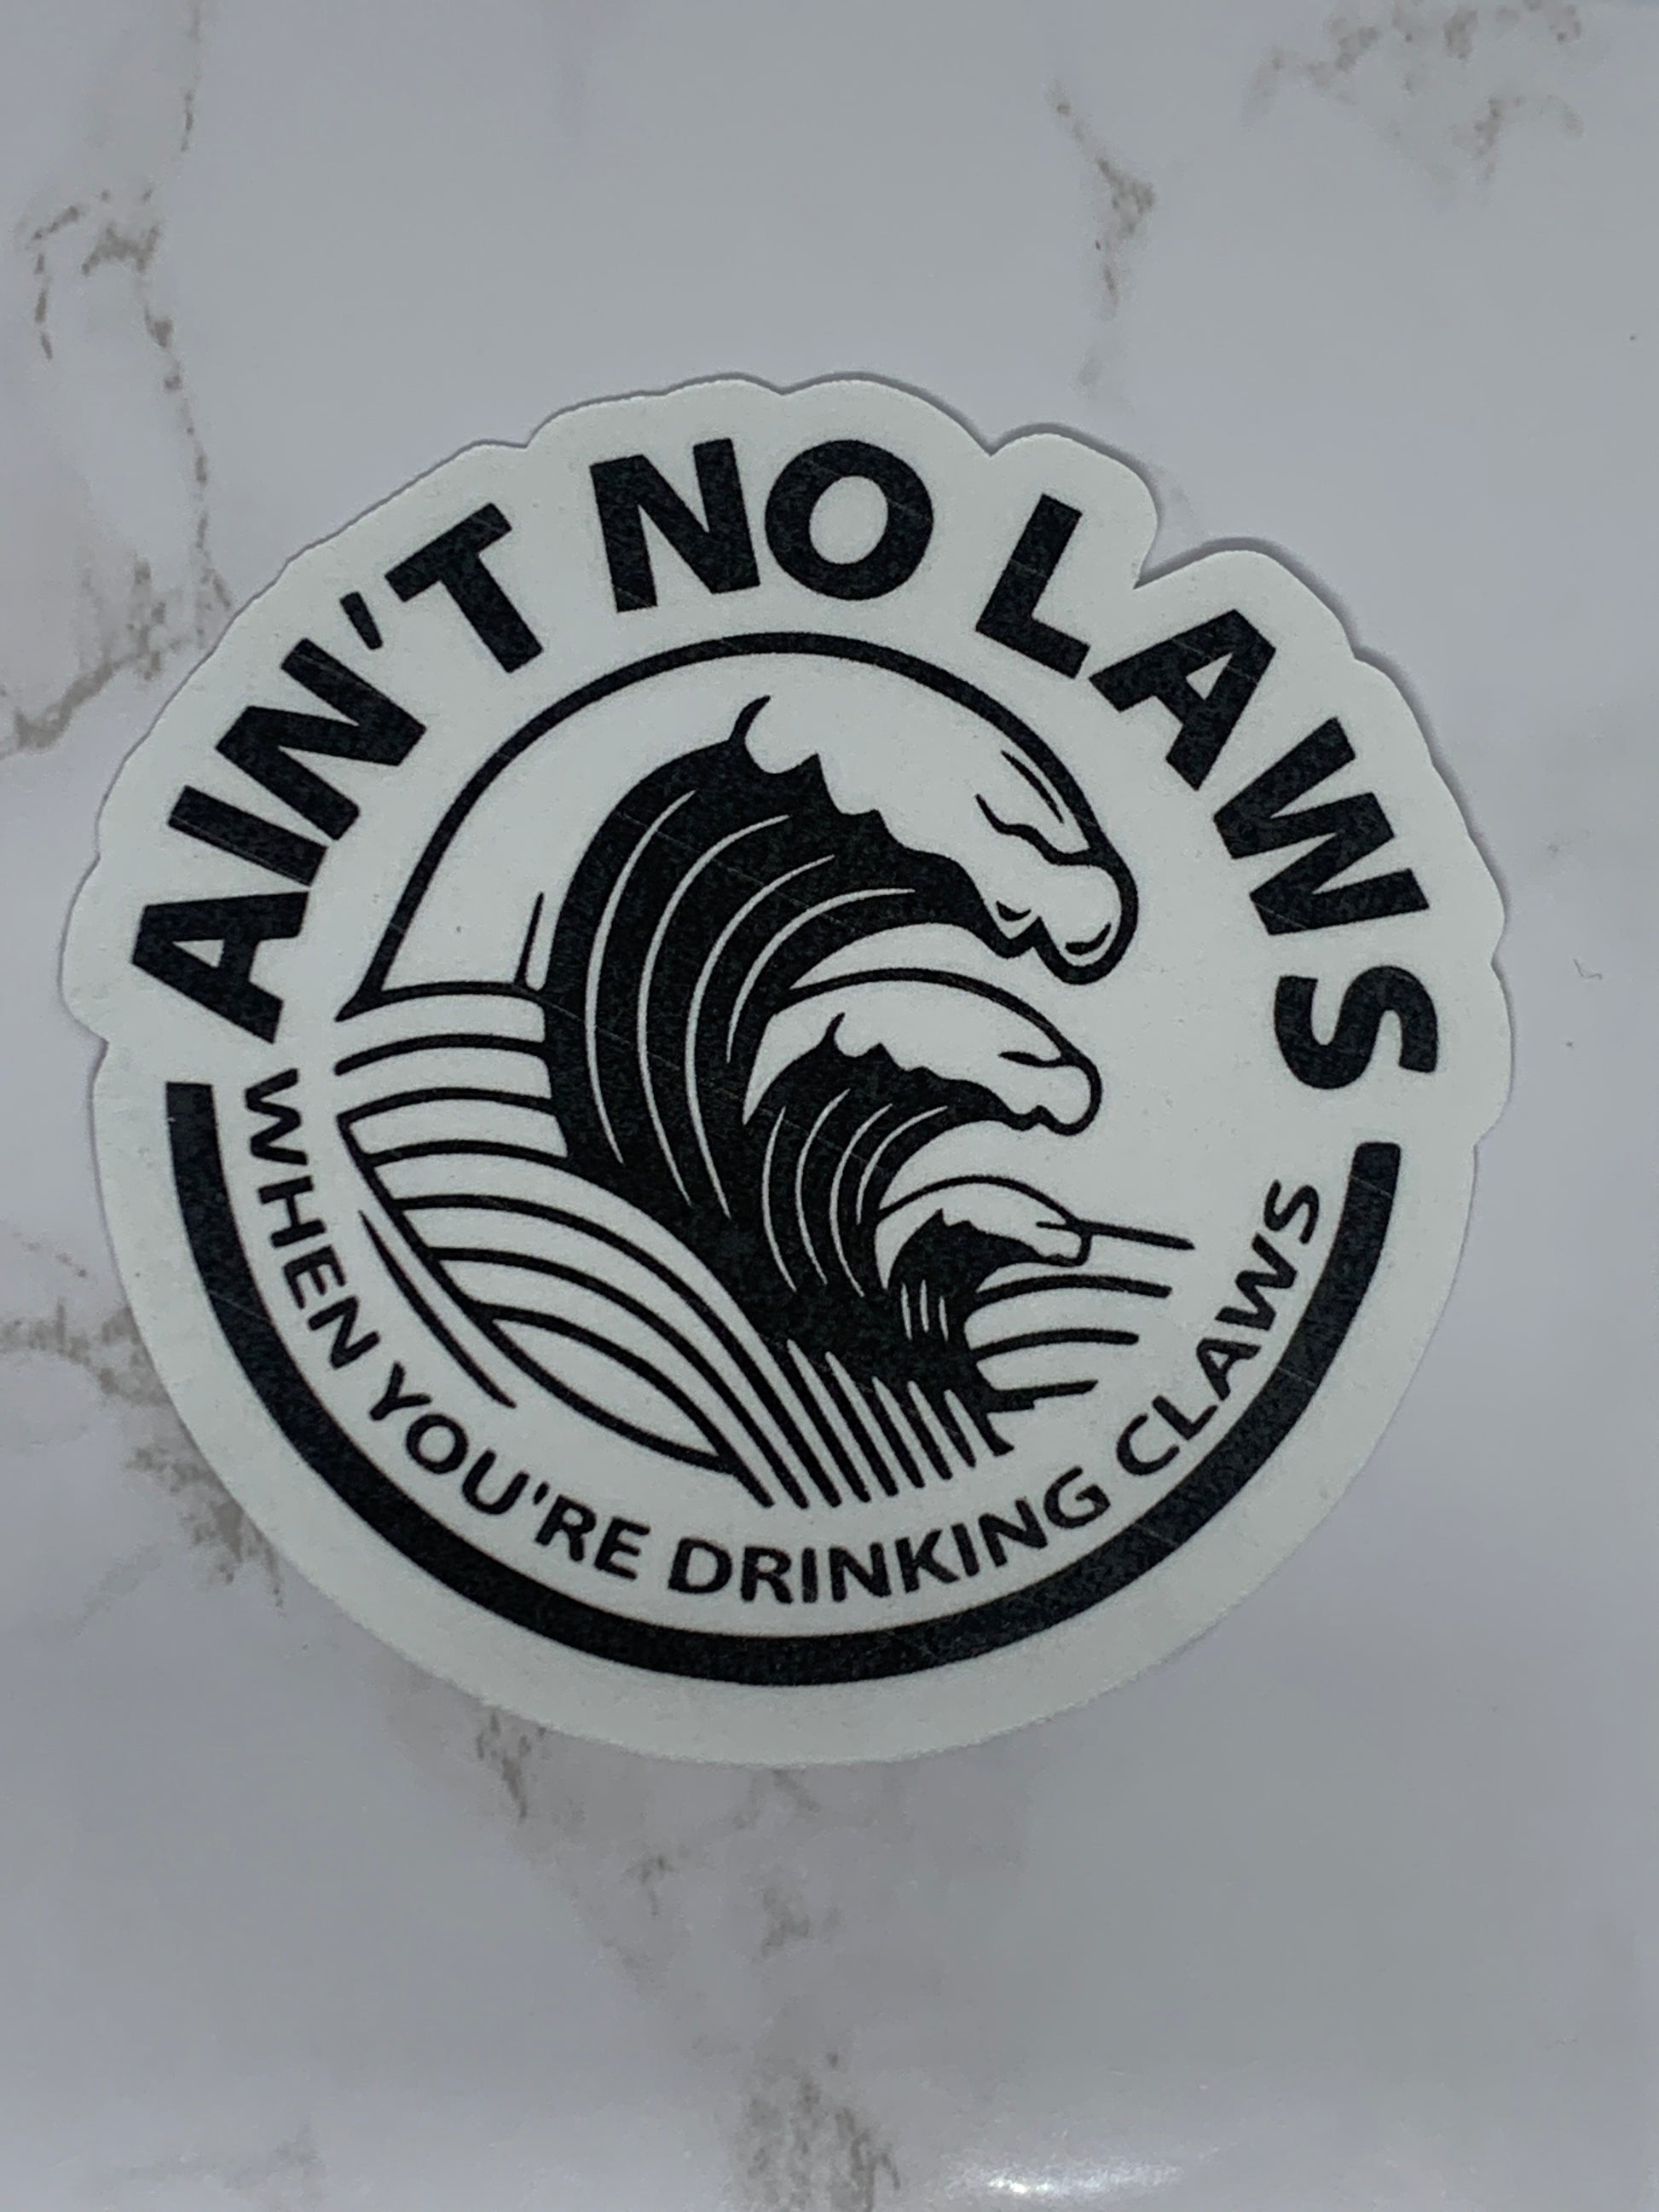 AIN'T NO LAWS
WHEN YOU'RE DRINKING CLAWS